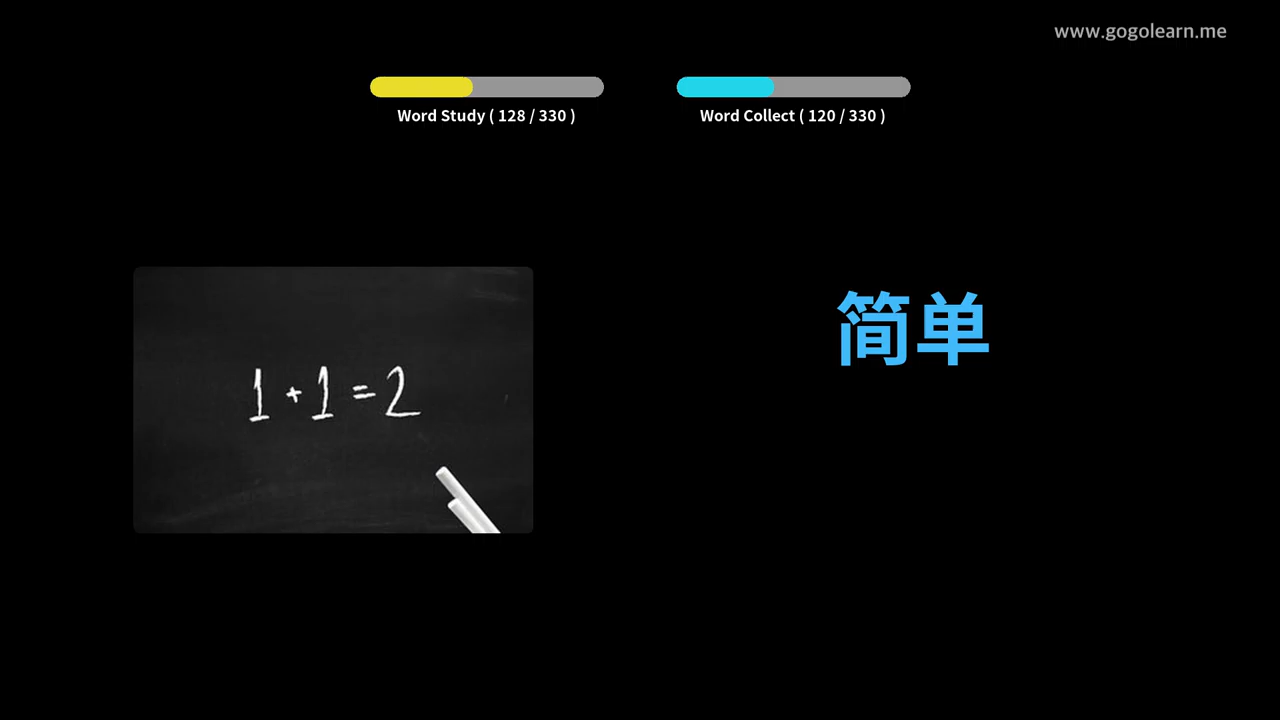 www.gogolearn.me
Word Study ( 128 / 330 )
Word Collect ( 120 / 330 )
简单
1 + 1 = 2